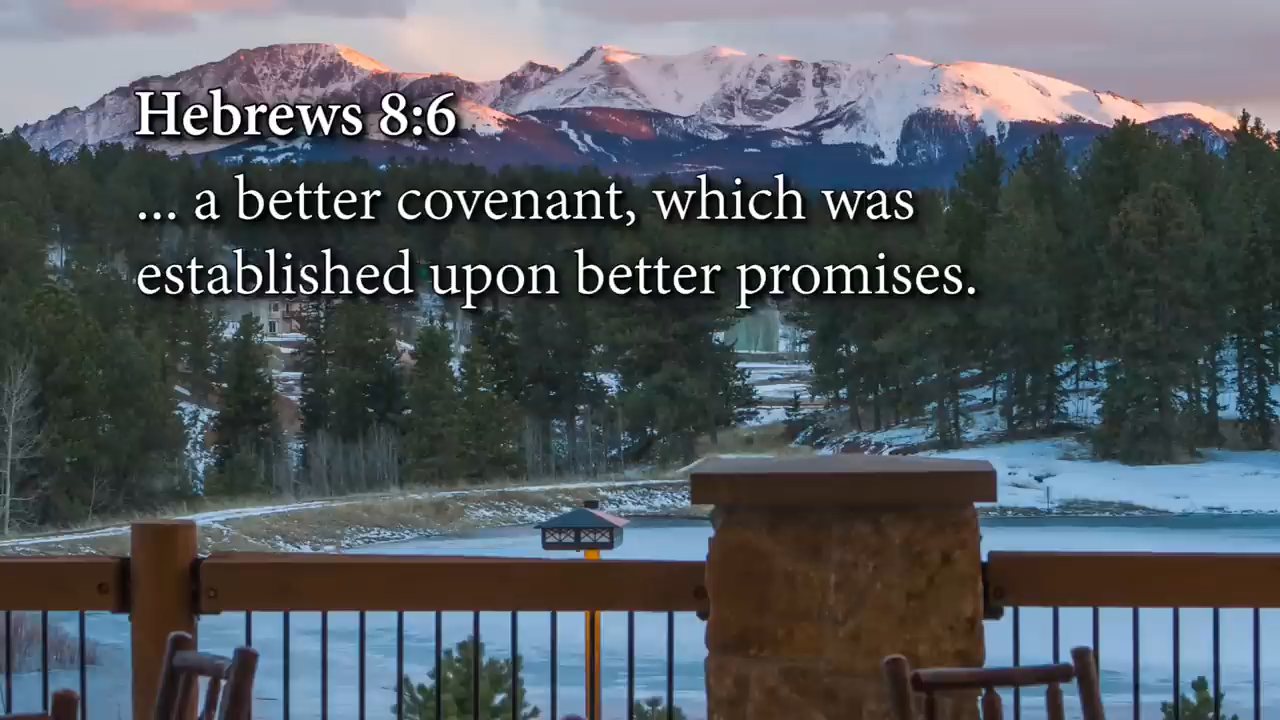 Hebrews 8:6
... a better covenant, which was
established upon better promises.